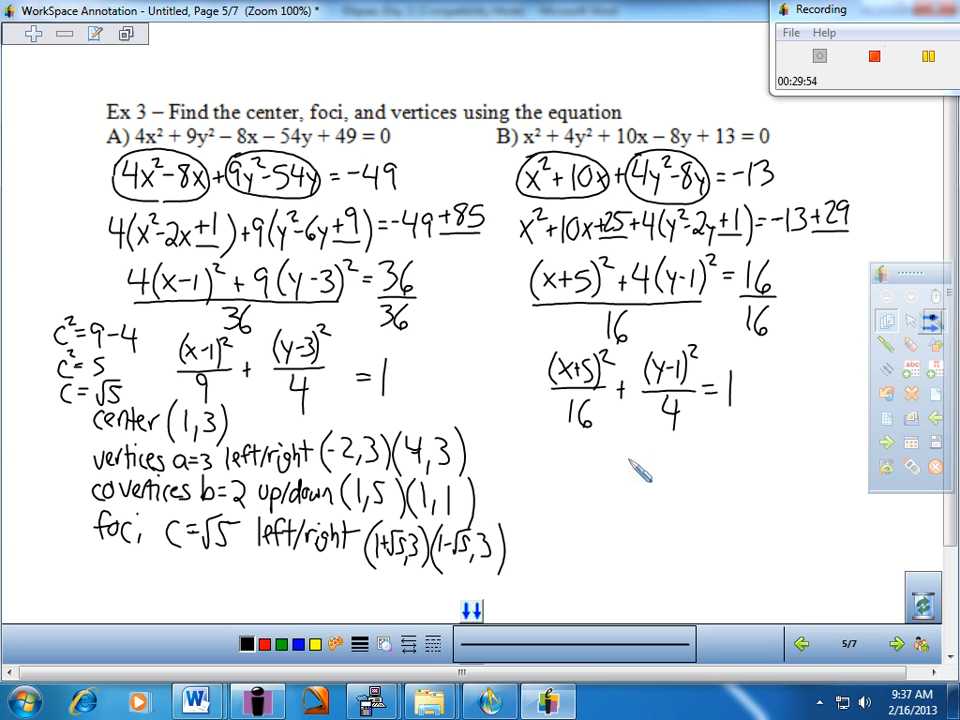 WorkSpace Annotation - Untitled, Page 5/7 (Zoom 100%) *
Recording
File Help
00:29:54
Ex 3 – Find the center, foci, and vertices using the equation
A) 4x² + 9y² – 8x – 54y + 49 = 0
4x²-8x + 9y²-54y = -49
4(x²-2x+1)+9(y²-6y+9)=-49+85
4(x-1)² + 9(y-3)² = 36
36 36
c²=9-4
c²=5
c=√5
(x-1)²/9 + (y-3)²/4 = 1
center (1,3)
vertices a=3 left/right (-2,3)(4,3)
covertices b=2 up/down (1,5)(1,1)
foci, c=√5 left/right (1+√5,3)(1-√5,3)
B) x² + 4y² + 10x – 8y + 13 = 0
x²+10x + 4y²-8y = -13
x²+10x+25+4(y²-2y+1)=-13+29
(x+5)²+4(y-1)² = 16
16 16
(x+5)²/16 + (y-1)²/4 = 1
5/7
9:37 AM
2/16/2013